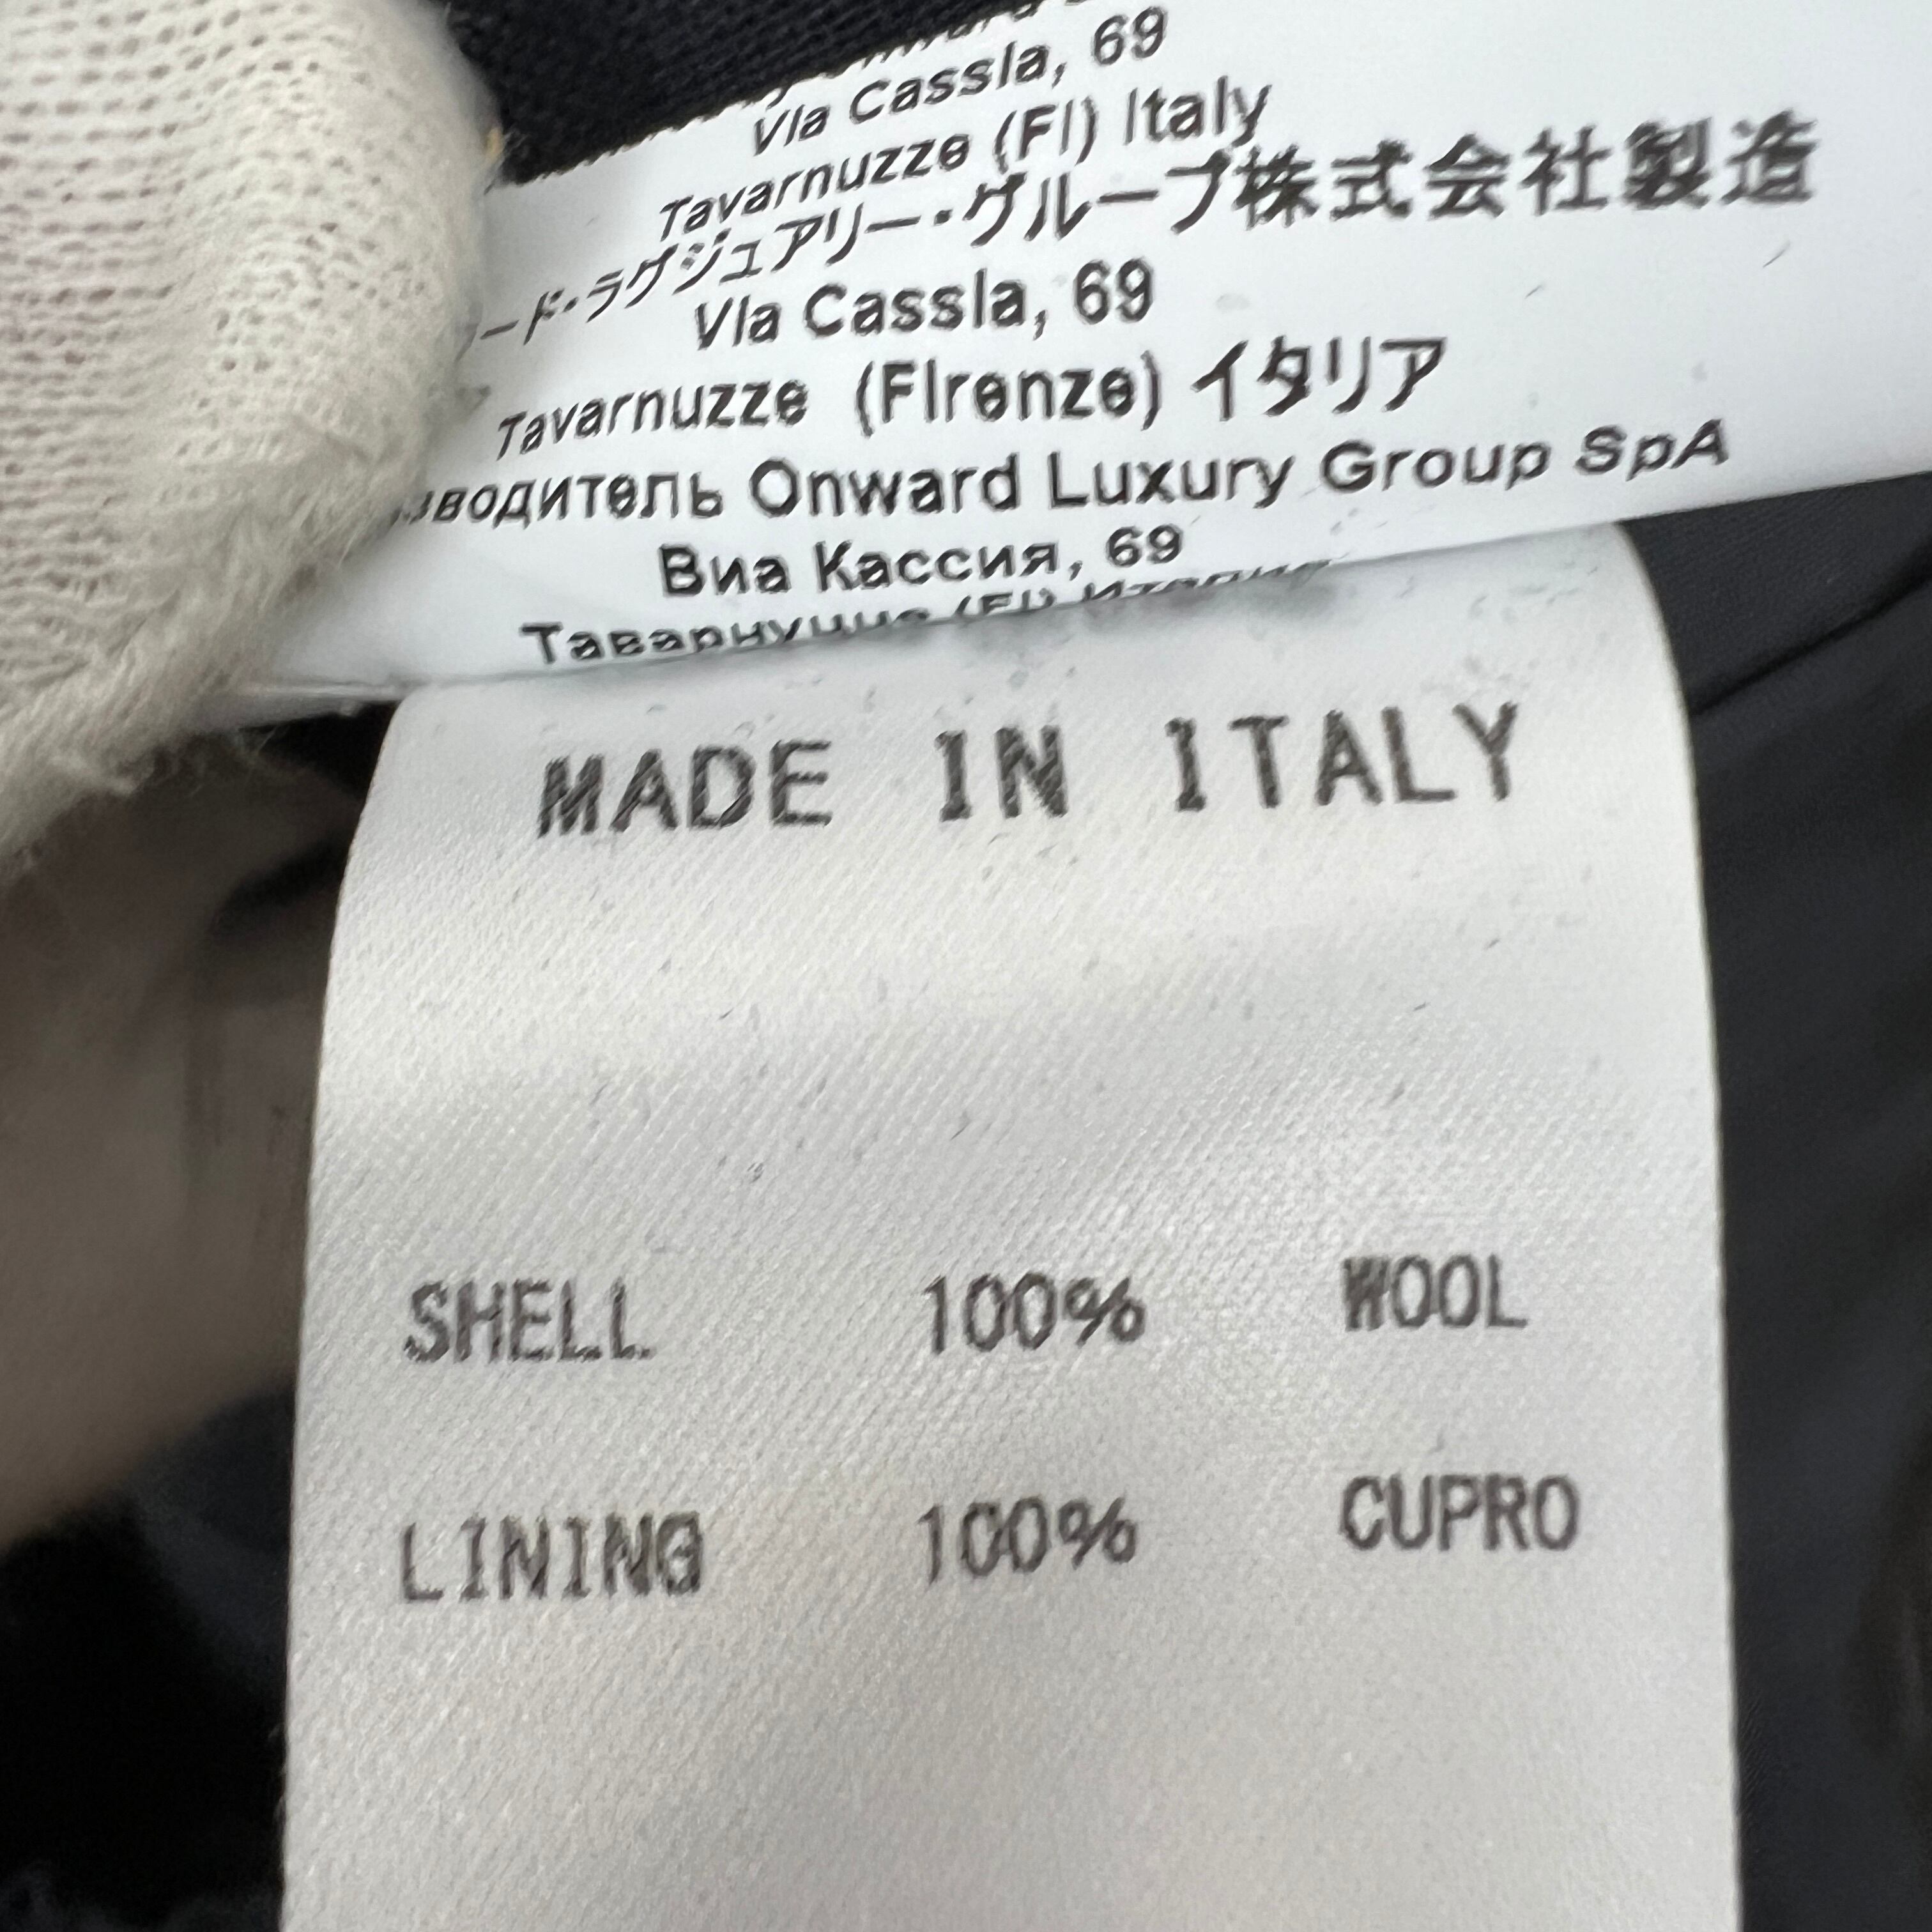 Via Cassia, 69
Tavarnuzze (FI) Italy
ード・ラグジュアリー・グループ株式会社製造
Via Cassia, 69
Tavarnuzze (Firenze) イタリア
зводитель Onward Luxury Group SpA
Виа Кассия, 69
MADE IN ITALY
SHELL 100% WOOL
LINING 100% CUPRO